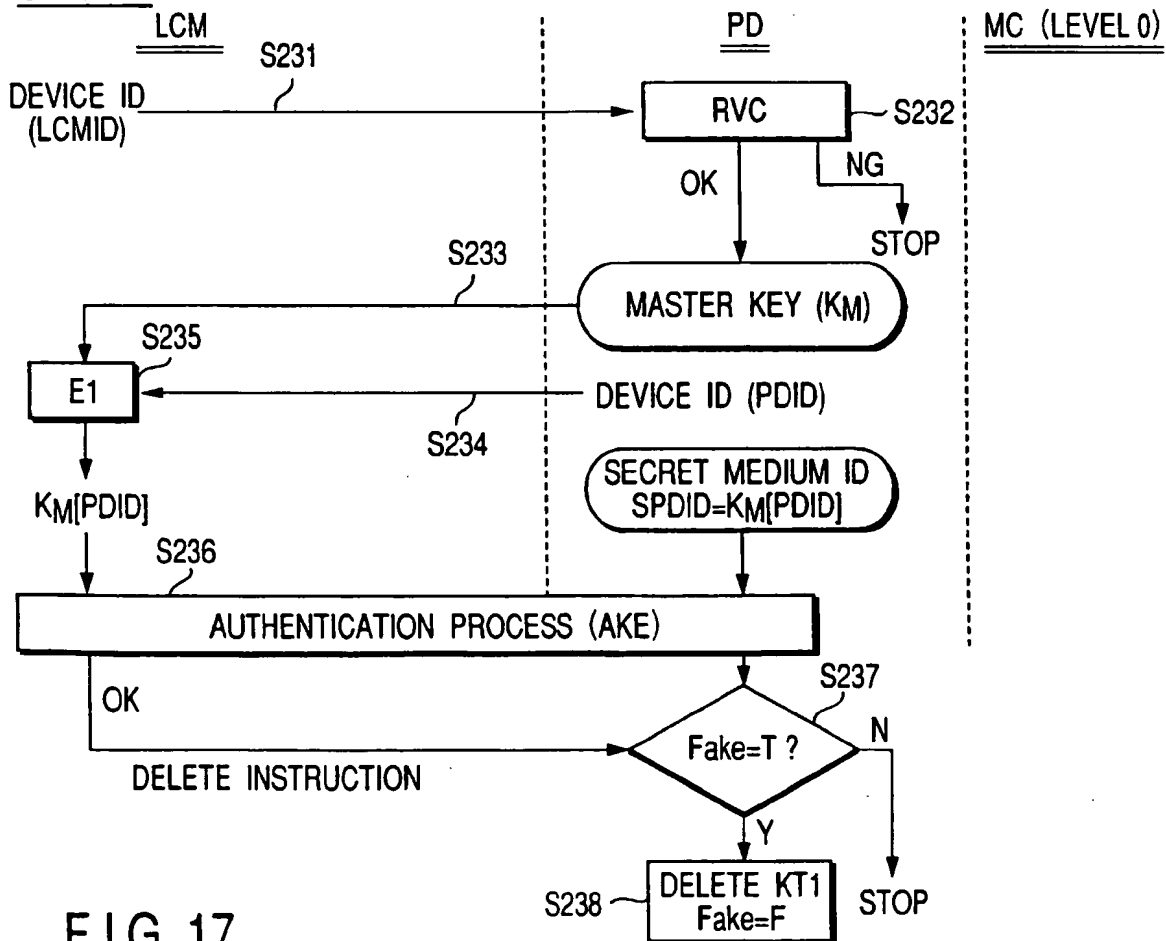 LCM
PD
MC (LEVEL 0)
S231
DEVICE ID
(LCMID)
RVC
S232
OK
NG
STOP
S233
MASTER KEY (KM)
S235
E1
DEVICE ID (PDID)
S234
KM[PDID]
SECRET MEDIUM ID
SPDID=KM[PDID]
S236
AUTHENTICATION PROCESS (AKE)
OK
S237
Fake=T ?
N
DELETE INSTRUCTION
Y
S238
DELETE KT1
Fake=F
STOP
FIG. 17